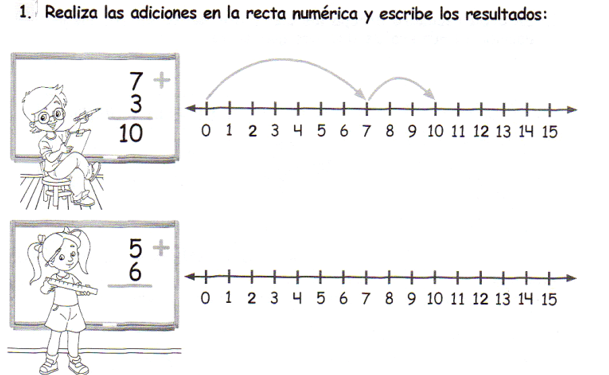 1. Realiza las adiciones en la recta numérica y escribe los resultados:
7 +
3
10
0 1 2 3 4 5 6 7 8 9 10 11 12 13 14 15
5 +
6
0 1 2 3 4 5 6 7 8 9 10 11 12 13 14 15